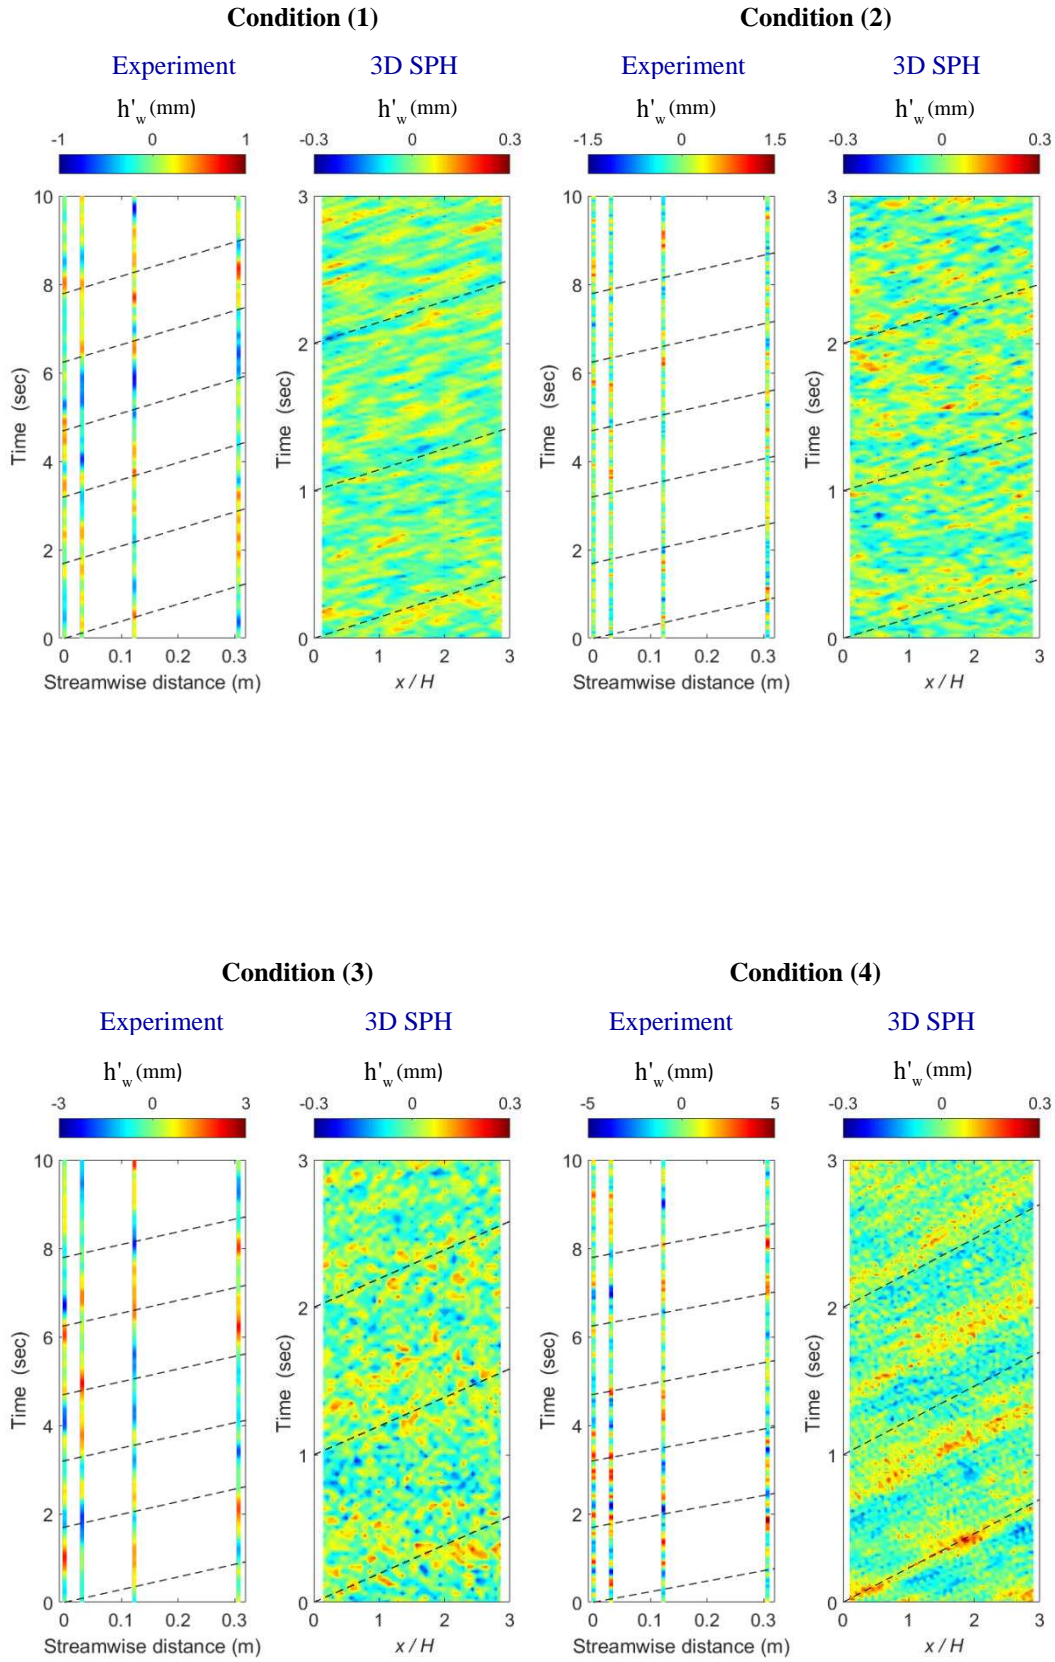 Condition (1)
Condition (2)
Experiment
3D SPH
Experiment
3D SPH
h'w (mm)
h'w (mm)
h'w (mm)
h'w (mm)
-1 0 1
-0.3 0 0.3
-1.5 0 1.5
-0.3 0 0.3
10
8
6
4
2
0
Time (sec)
0 0.1 0.2 0.3
Streamwise distance (m)
3
2
1
0
Time (sec)
0 1 2 3
x / H
10
8
6
4
2
0
Time (sec)
0 0.1 0.2 0.3
Streamwise distance (m)
3
2
1
0
Time (sec)
0 1 2 3
x / H
Condition (3)
Condition (4)
Experiment
3D SPH
Experiment
3D SPH
h'w (mm)
h'w (mm)
h'w (mm)
h'w (mm)
-3 0 3
-0.3 0 0.3
-5 0 5
-0.3 0 0.3
10
8
6
4
2
0
Time (sec)
0 0.1 0.2 0.3
Streamwise distance (m)
3
2
1
0
Time (sec)
0 1 2 3
x / H
10
8
6
4
2
0
Time (sec)
0 0.1 0.2 0.3
Streamwise distance (m)
3
2
1
0
Time (sec)
0 1 2 3
x / H